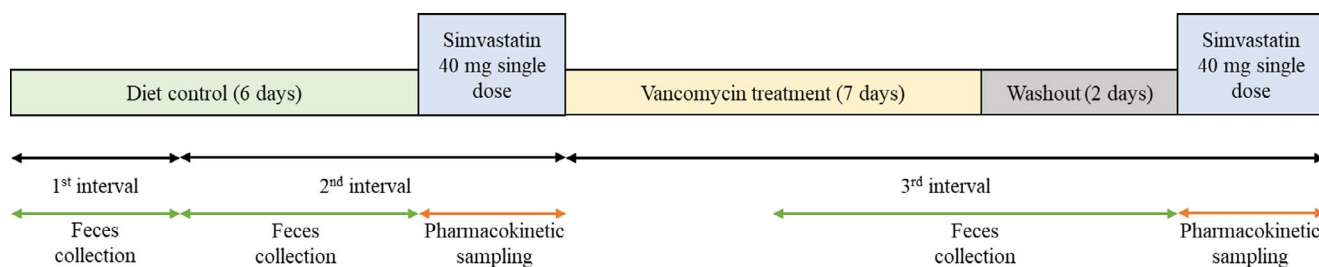 Simvastatin
40 mg single
dose
Simvastatin
40 mg single
dose
Diet control (6 days)
Vancomycin treatment (7 days)
Washout (2 days)
1st interval
2nd interval
3rd interval
Feces
collection
Feces
collection
Pharmacokinetic
sampling
Feces
collection
Pharmacokinetic
sampling